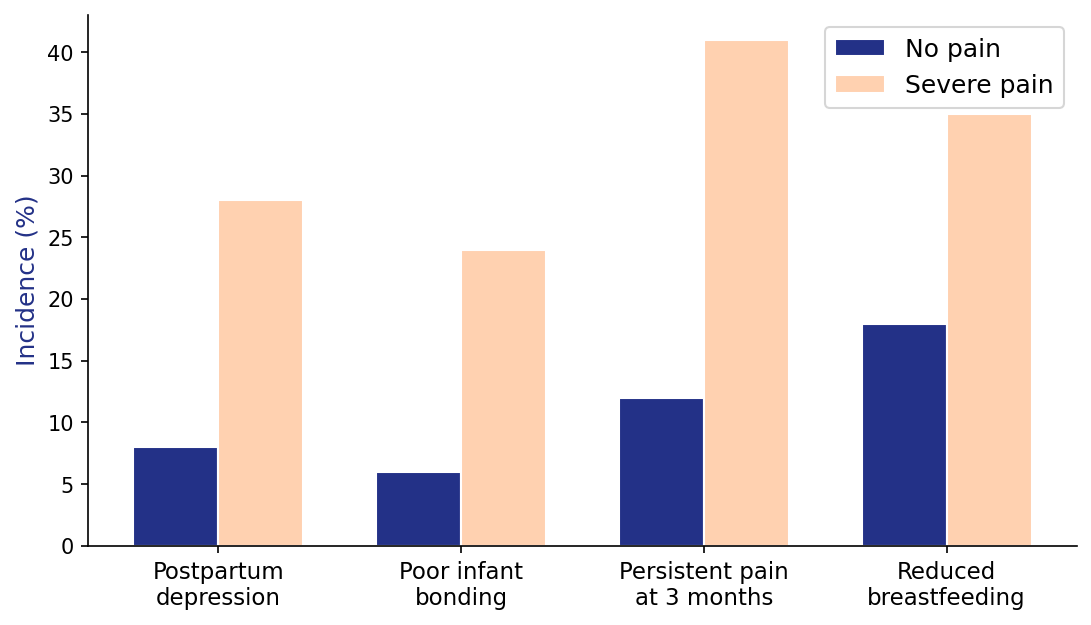 No pain
Severe pain
Incidence (%)
40
35
30
25
20
15
10
5
0
Postpartum
depression
Poor infant
bonding
Persistent pain
at 3 months
Reduced
breastfeeding